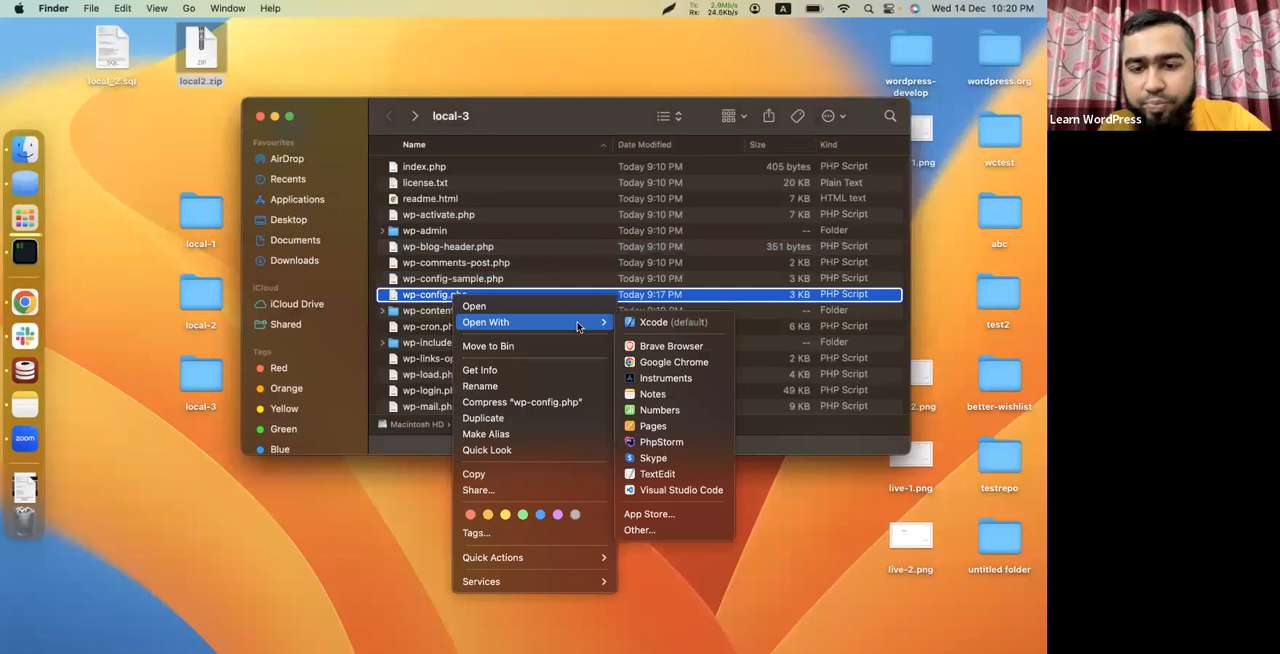 Finder File Edit View Go Window Help
Tx: 2.0Mb/s
Rx: 24.5Kb/s
A
Wed 14 Dec 10:20 PM
SQL
local_2.sql
ZIP
local2.zip
wordpress-
develop
wordpress.org
Learn WordPress
local-3
Favourites
AirDrop
Recents
Applications
Desktop
Documents
Downloads
iCloud
iCloud Drive
Shared
Tags
Red
Orange
Yellow
Green
Blue
Name Date Modified Size Kind
index.php Today 9:10 PM 405 bytes PHP Script
license.txt Today 9:10 PM 20 KB Plain Text
readme.html Today 9:10 PM 7 KB HTML text
wp-activate.php Today 9:10 PM 7 KB PHP Script
wp-admin Today 9:10 PM -- Folder
wp-blog-header.php Today 9:10 PM 351 bytes PHP Script
wp-comments-post.php Today 9:10 PM 2 KB PHP Script
wp-config-sample.php Today 9:10 PM 3 KB PHP Script
wp-config.php Today 9:17 PM 3 KB PHP Script
wp-conten -- Folder
wp-cron.ph 6 KB PHP Script
wp-include -- Folder
wp-links-op 2 KB PHP Script
wp-load.ph 4 KB PHP Script
wp-login.p 49 KB PHP Script
wp-mail.ph 9 KB PHP Script
Macintosh HD
Open
Open With
Move to Bin
Get Info
Rename
Compress "wp-config.php"
Duplicate
Make Alias
Quick Look
Copy
Share...
Tags...
Quick Actions
Services
Xcode (default)
Brave Browser
Google Chrome
Instruments
Notes
Numbers
Pages
PhpStorm
Skype
TextEdit
Visual Studio Code
App Store...
Other...
local-1
local-2
local-3
zoom
1.png
wctest
abc
test2
2.png
better-wishlist
live-1.png
testrepo
live-2.png
untitled folder